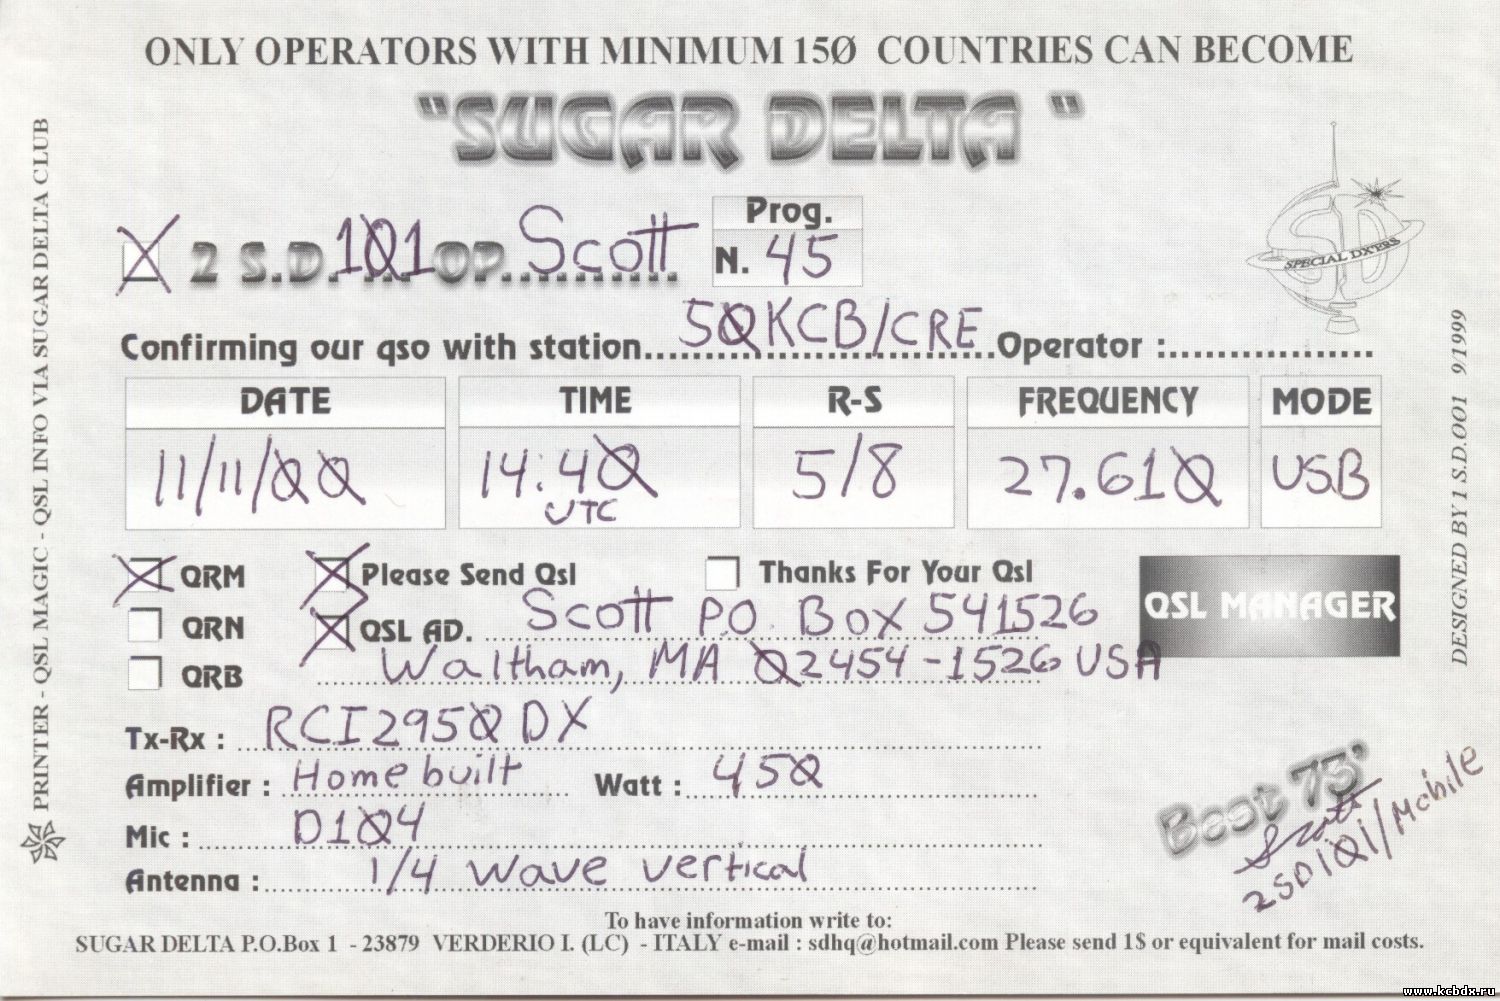 ONLY OPERATORS WITH MINIMUM 15Ø COUNTRIES CAN BECOME
"SUGAR DELTA"
2 S.D. 1Ø1 OP. Scott
Prog.
N. 45
SPECIAL DXERS
Confirming our qso with station 5ØKCB/CRE Operator :
DATE TIME R-S FREQUENCY MODE
11/11/ØØ 14:4Ø UTC 5/8 27.61Ø USB
QRM Please Send Qsl Thanks For Your Qsl
QRN QSL AD. Scott P.O. Box 541526
QRB Waltham, MA Ø2454-1526 USA
QSL MANAGER
Tx-Rx : RCI295Ø DX
Amplifier : Homebuilt Watt : 45Ø
Mic : D1Ø4
Antenna : 1/4 Wave vertical
Best 73'
Scott
2SD1Ø1/Mobile
To have information write to:
SUGAR DELTA P.O.Box 1 - 23879 VERDERIO I. (LC) - ITALY e-mail : sdhq@hotmail.com Please send 1$ or equivalent for mail costs.
PRINTER - QSL MAGIC - QSL INFO VIA SUGAR DELTA CLUB
DESIGNED BY 1 S.D.OO1 9/1999
www.kcbdx.ru